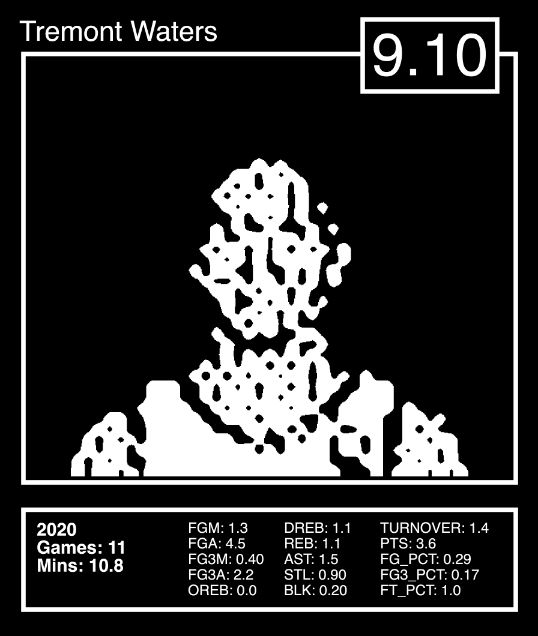 Tremont Waters
9.10
2020
Games: 11
Mins: 10.8
FGM: 1.3
FGA: 4.5
FG3M: 0.40
FG3A: 2.2
OREB: 0.0
DREB: 1.1
REB: 1.1
AST: 1.5
STL: 0.90
BLK: 0.20
TURNOVER: 1.4
PTS: 3.6
FG_PCT: 0.29
FG3_PCT: 0.17
FT_PCT: 1.0